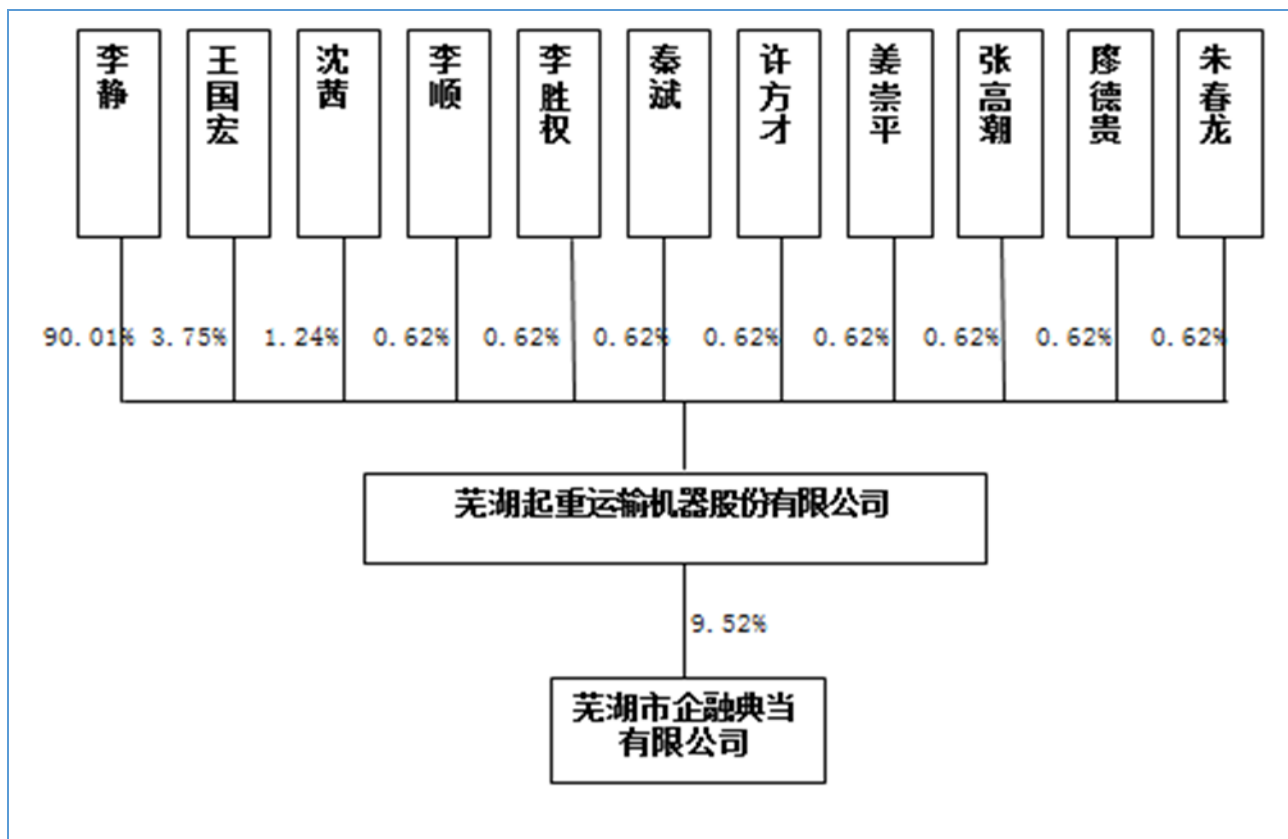 李静
王国宏
沈茜
李顺
李胜权
秦斌
许方才
姜崇平
张高潮
廖德贵
朱春龙
90.01% 3.75% 1.24% 0.62% 0.62% 0.62% 0.62% 0.62% 0.62% 0.62% 0.62%
芜湖起重运输机器股份有限公司
9.52%
芜湖市企融典当
有限公司